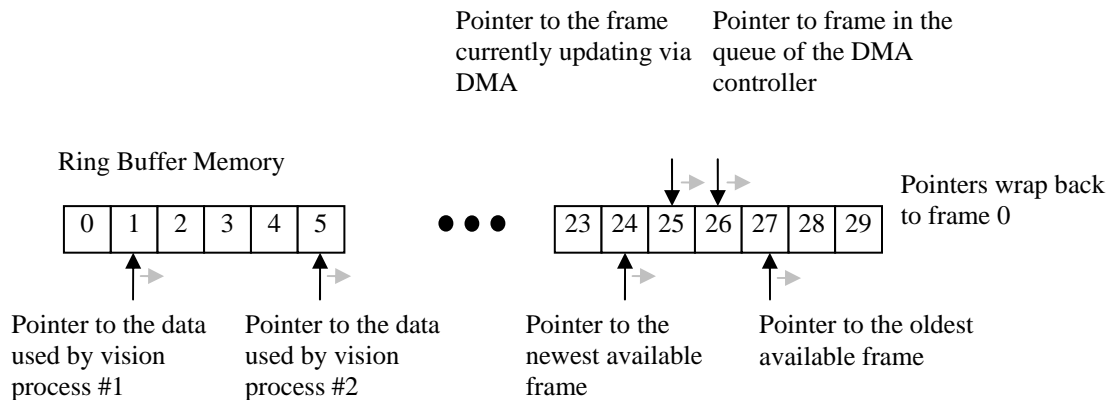 Pointer to the frame
currently updating via
DMA
Pointer to frame in the
queue of the DMA
controller
Ring Buffer Memory
Pointers wrap back
to frame 0
0 1 2 3 4 5 23 24 25 26 27 28 29
Pointer to the data
used by vision
process #1
Pointer to the data
used by vision
process #2
Pointer to the
newest available
frame
Pointer to the oldest
available frame